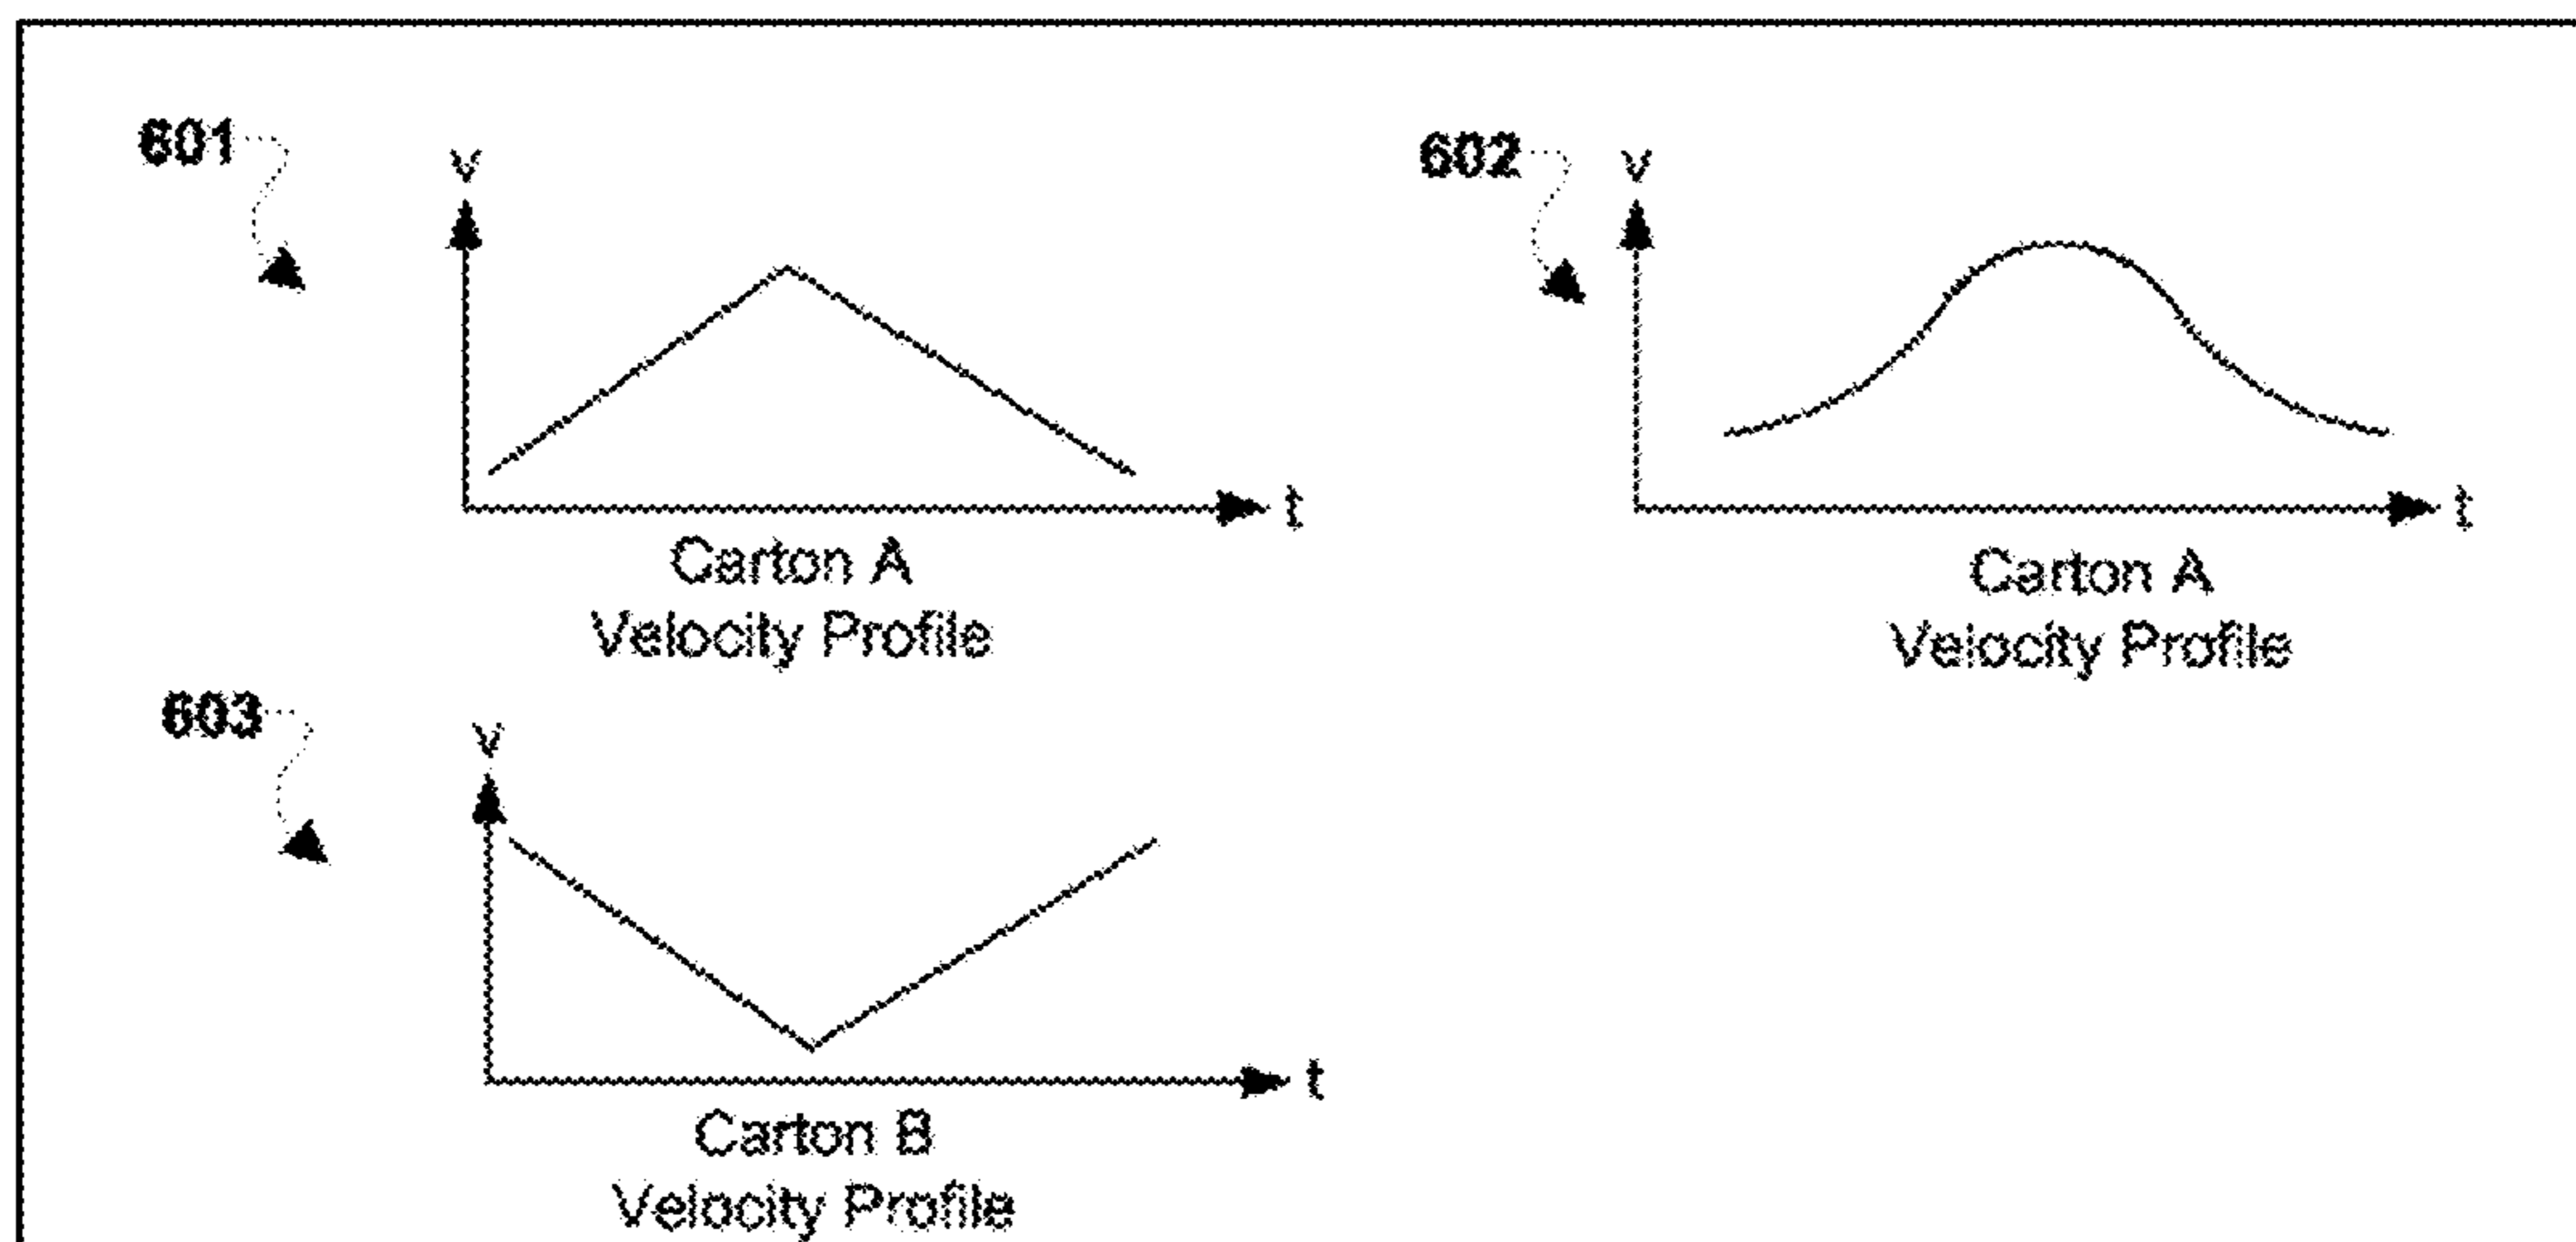 601
v
t
Carton A
Velocity Profile
602
v
t
Carton A
Velocity Profile
603
v
t
Carton B
Velocity Profile